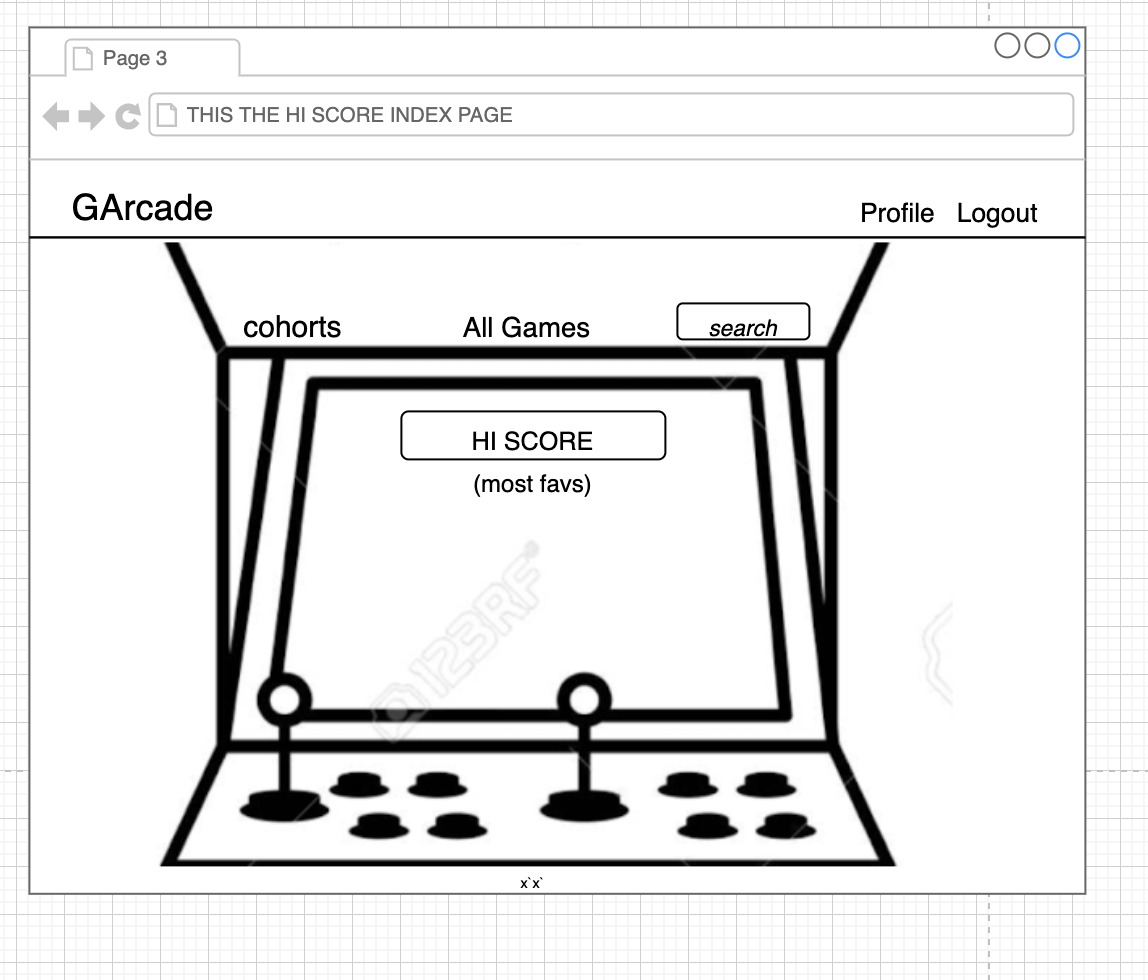 Page 3
THIS THE HI SCORE INDEX PAGE
GArcade
Profile Logout
cohorts All Games search
HI SCORE
(most favs)
123RF
x`x`